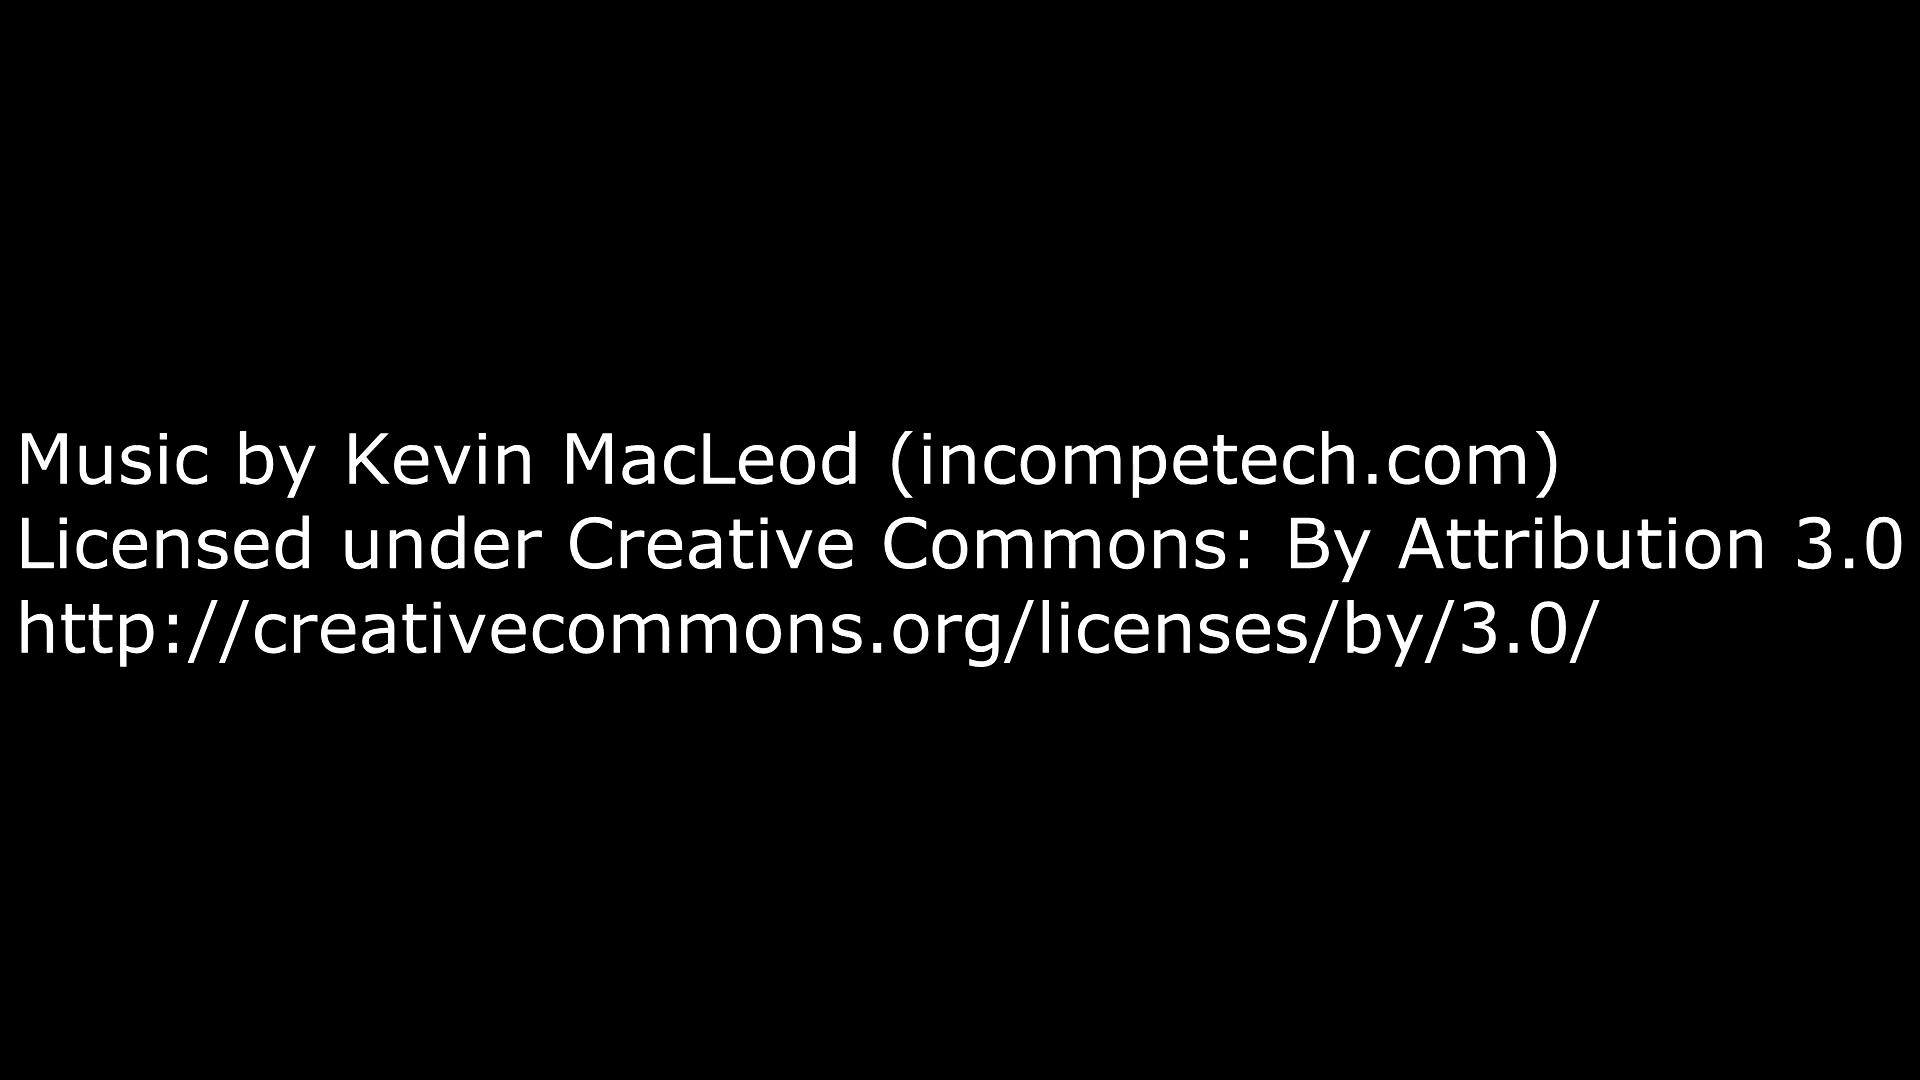 Music by Kevin MacLeod (incompetech.com)
Licensed under Creative Commons: By Attribution 3.0
http://creativecommons.org/licenses/by/3.0/